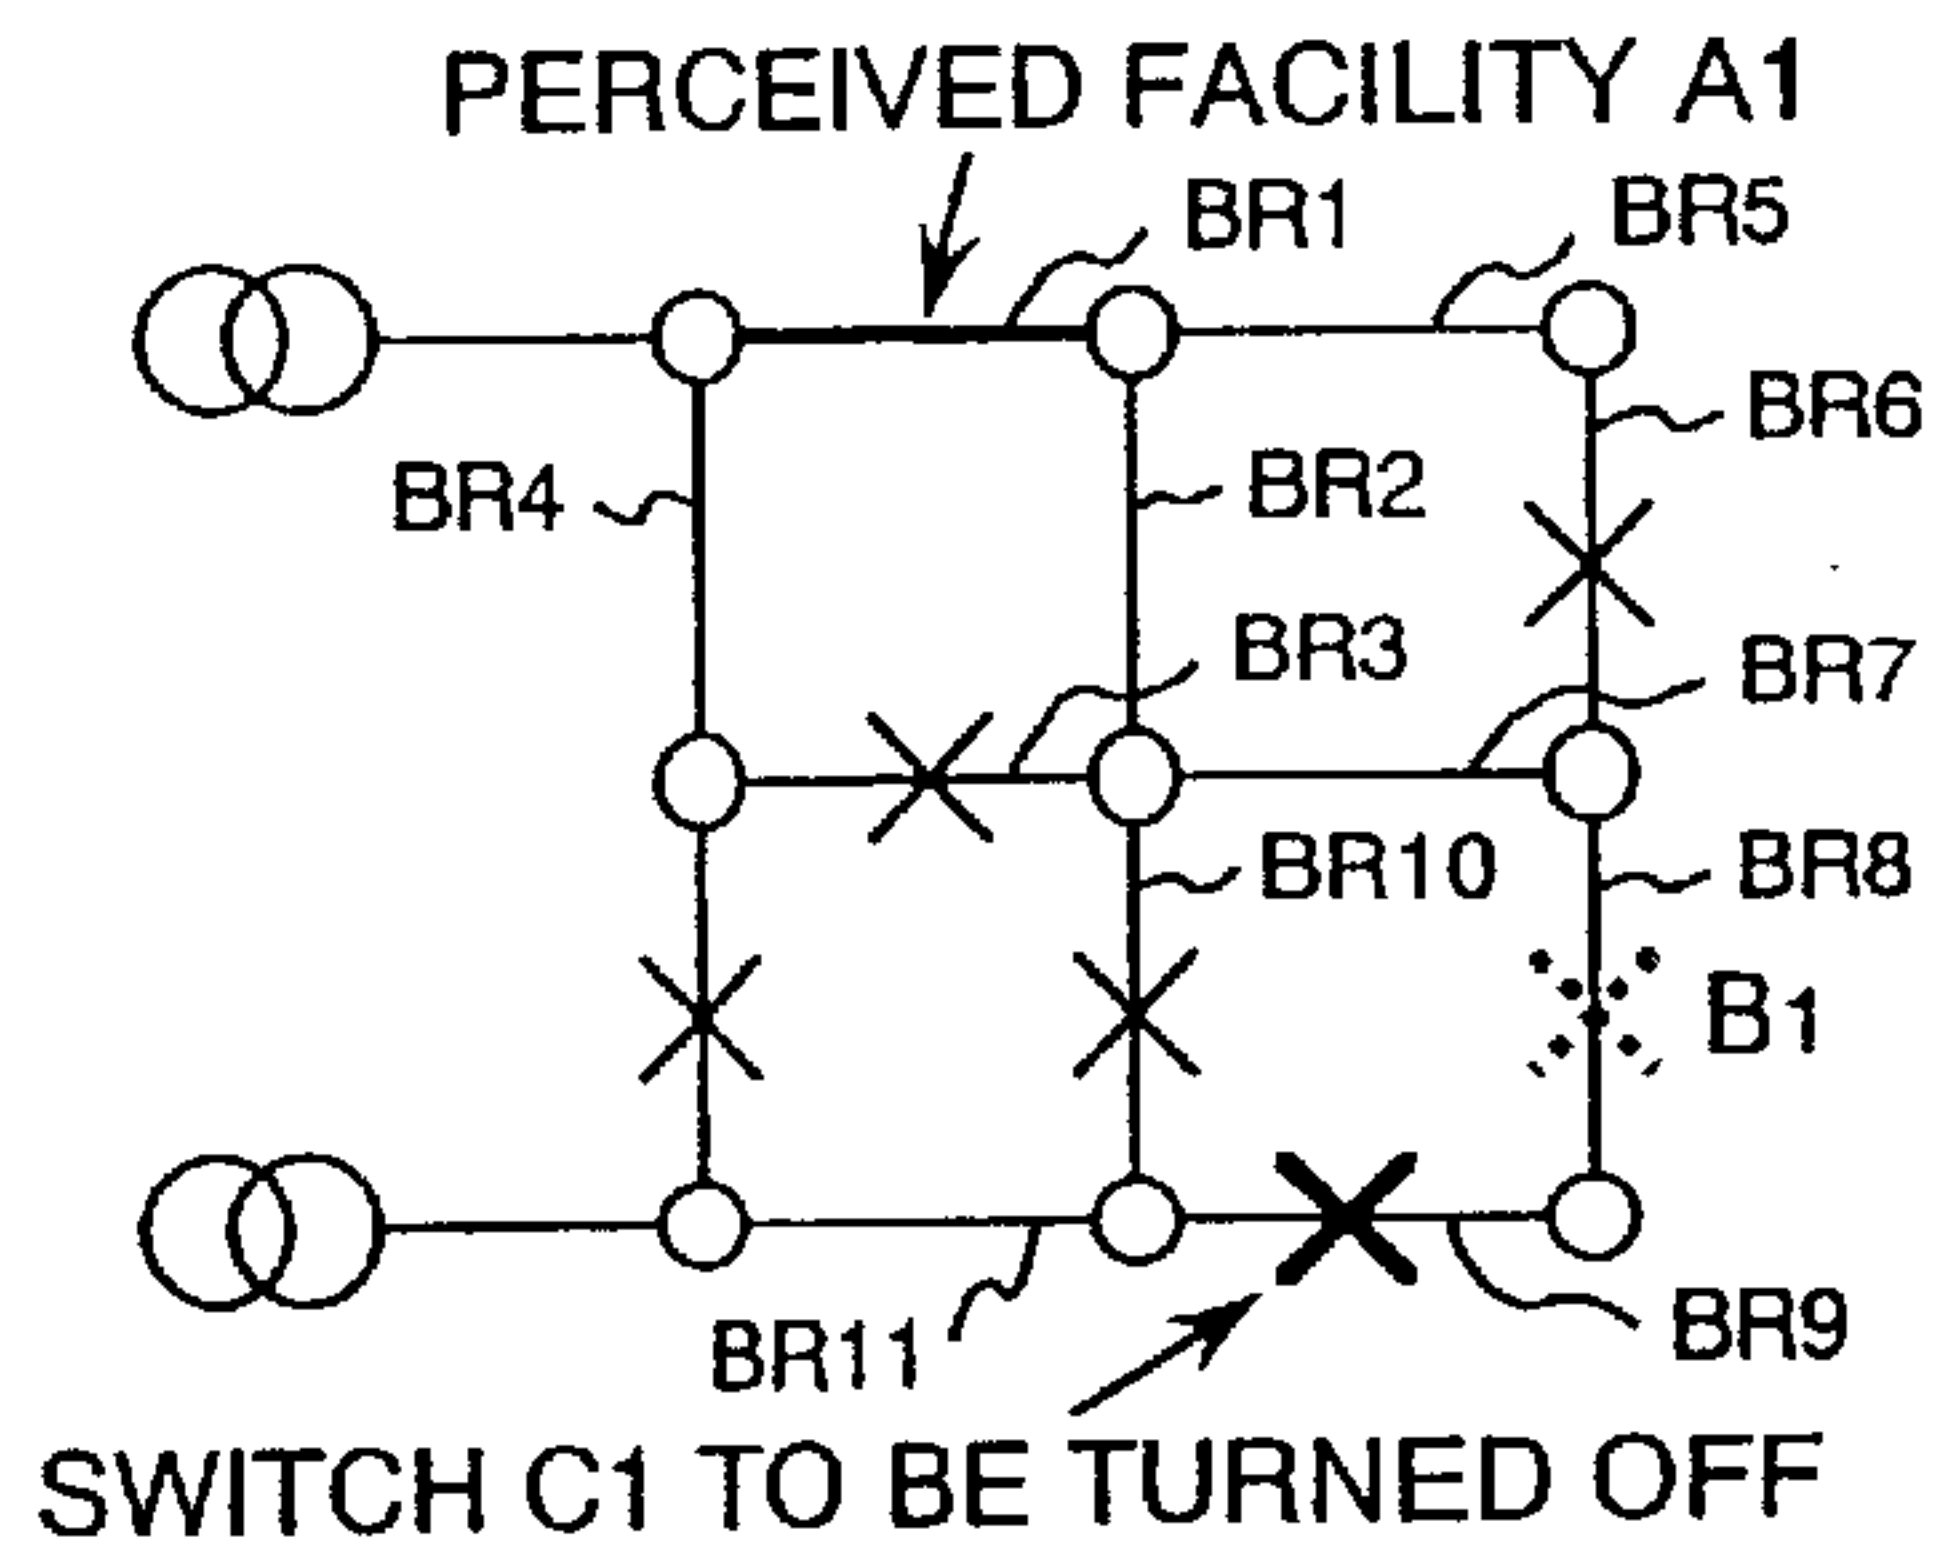 PERCEIVED FACILITY A1
BR1
BR5
BR6
BR4
BR2
BR3
BR7
BR10
BR8
B1
BR11
BR9
SWITCH C1 TO BE TURNED OFF